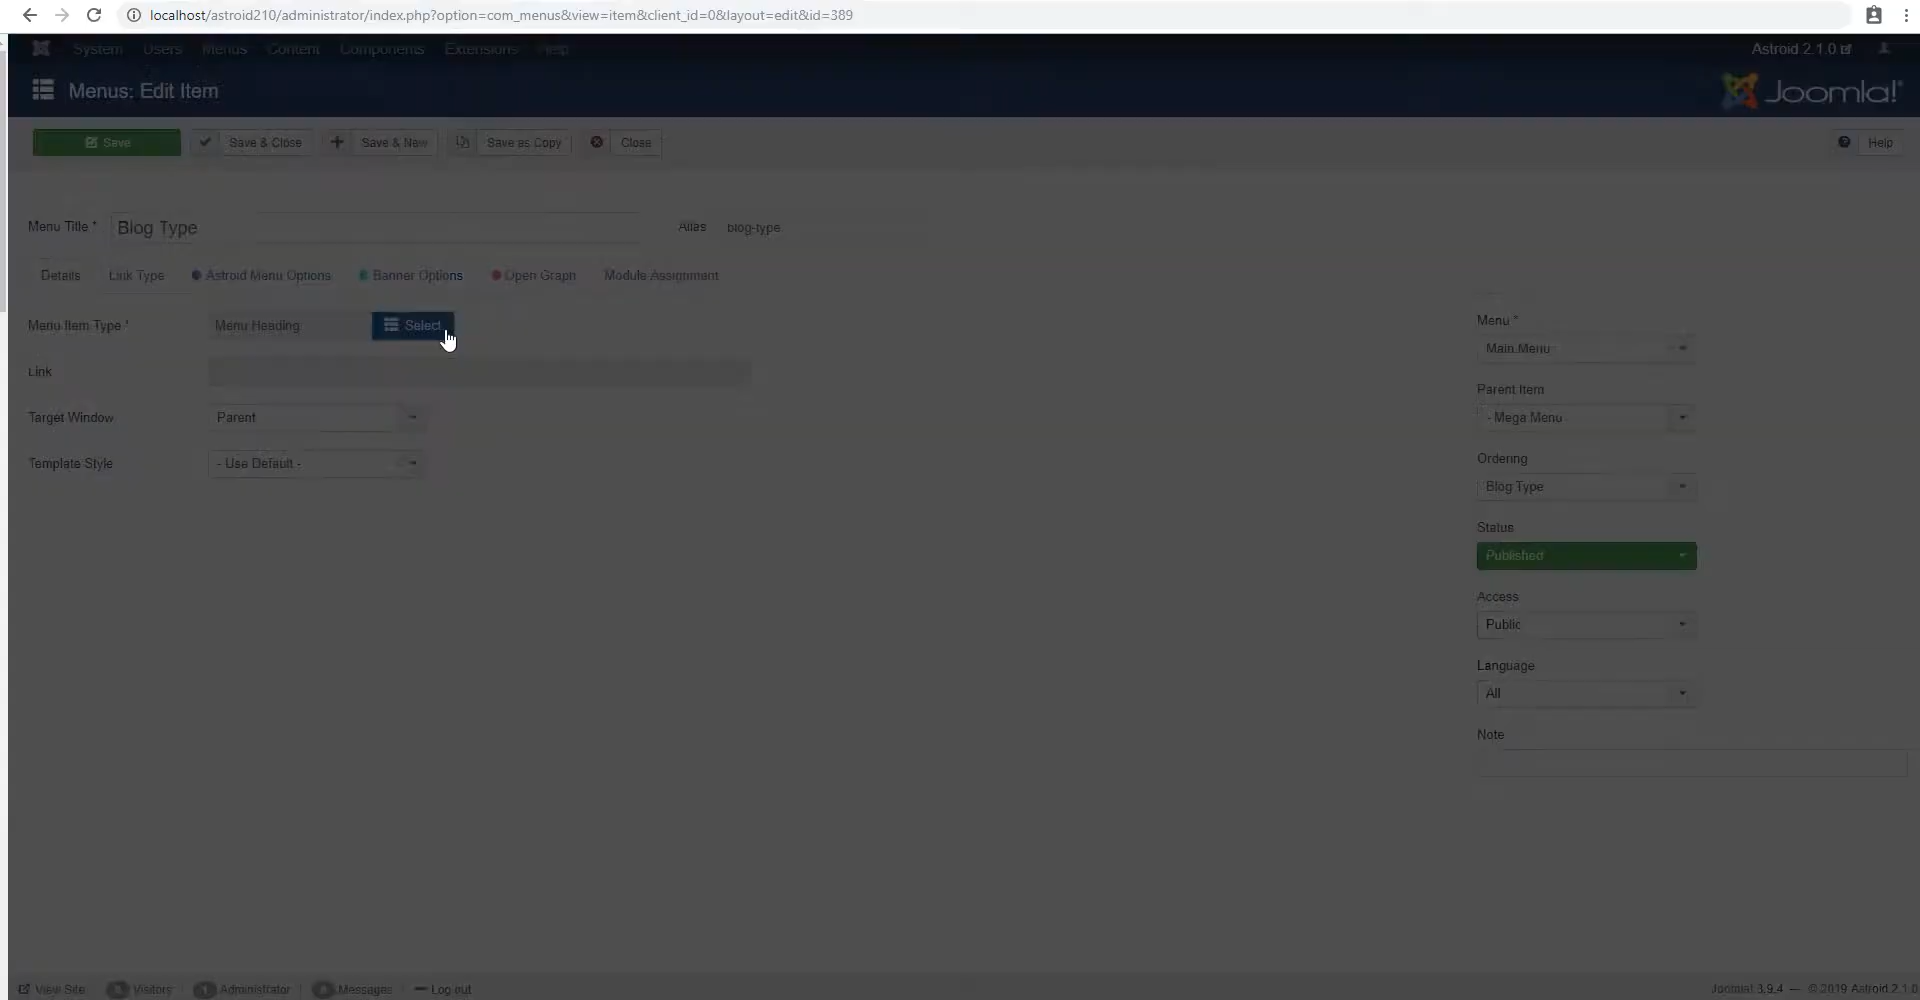 localhost/astroid210/administrator/index.php?option=com_menus&view=item&client_id=0&layout=edit&id=389
System Users Menus Content Components Extensions Help
Astroid 2.1.0
Menus: Edit Item
Joomla!®
Save
Save & Close
Save & New
Save as Copy
Close
Help
Menu Title * Blog Type
Alias blog-type
Details Link Type Astroid Menu Options Banner Options Open Graph Module Assignment
Menu Item Type * Menu Heading Select
Link
Target Window Parent
Template Style - Use Default -
Menu *
Main Menu
Parent Item
- Mega Menu
Ordering
Blog Type
Status
Published
Access
Public
Language
All
Note
View Site Visitors 1 Administrator Messages Log out
Joomla! 3.9.4 — © 2019 Astroid 2.1.0